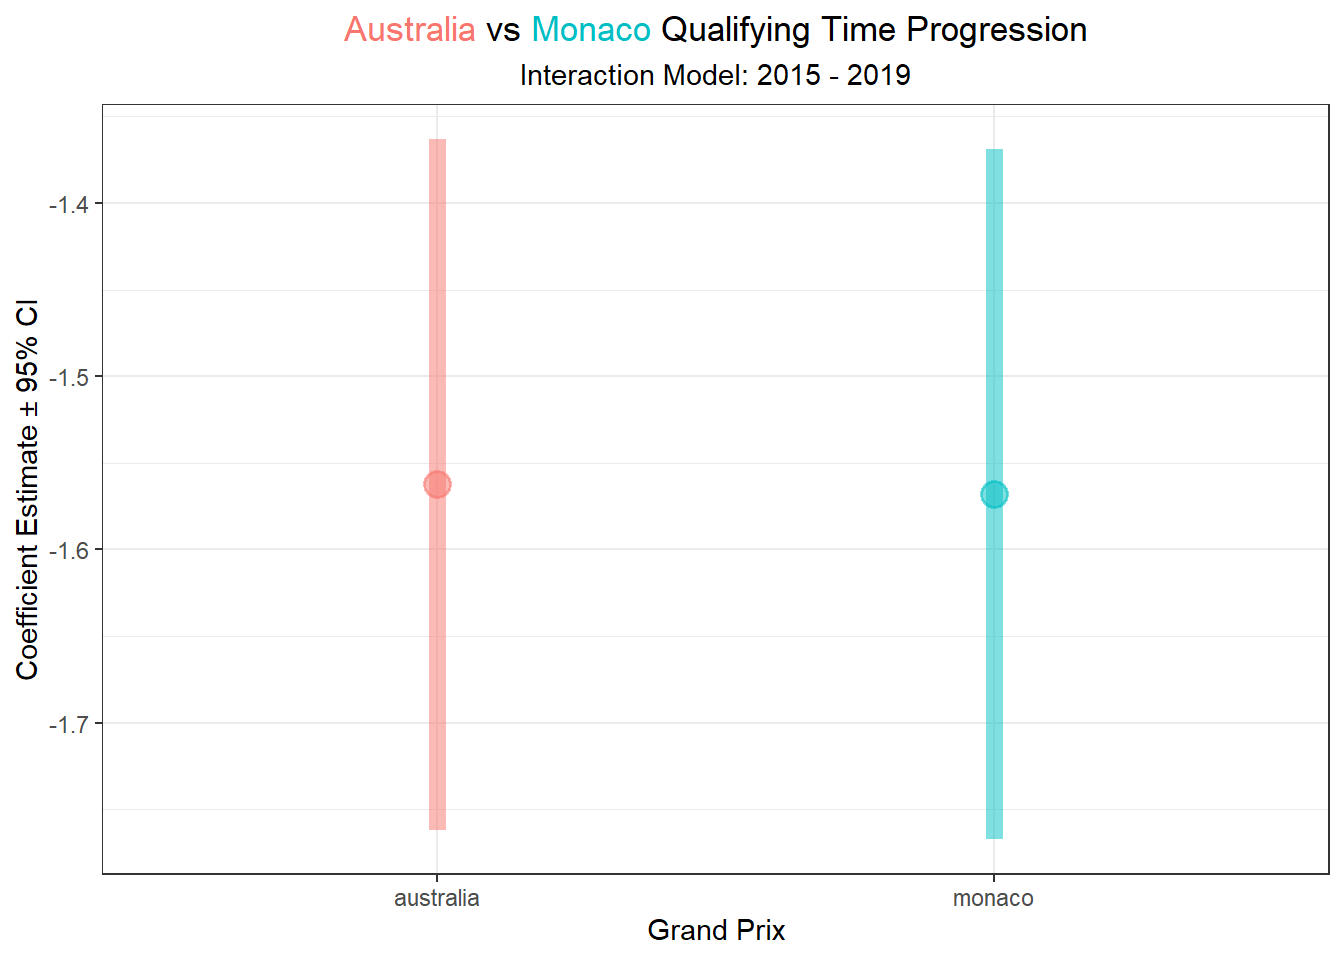 Australia vs Monaco Qualifying Time Progression
Interaction Model: 2015 - 2019
Coefficient Estimate ± 95% CI
-1.4
-1.5
-1.6
-1.7
australia
monaco
Grand Prix